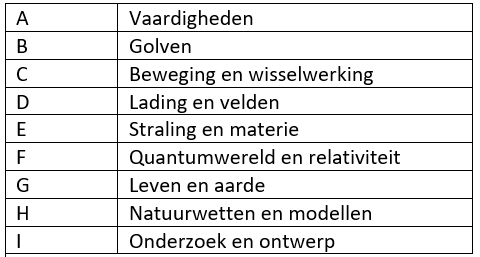 A Vaardigheden
B Golven
C Beweging en wisselwerking
D Lading en velden
E Straling en materie
F Quantumwereld en relativiteit
G Leven en aarde
H Natuurwetten en modellen
I Onderzoek en ontwerp